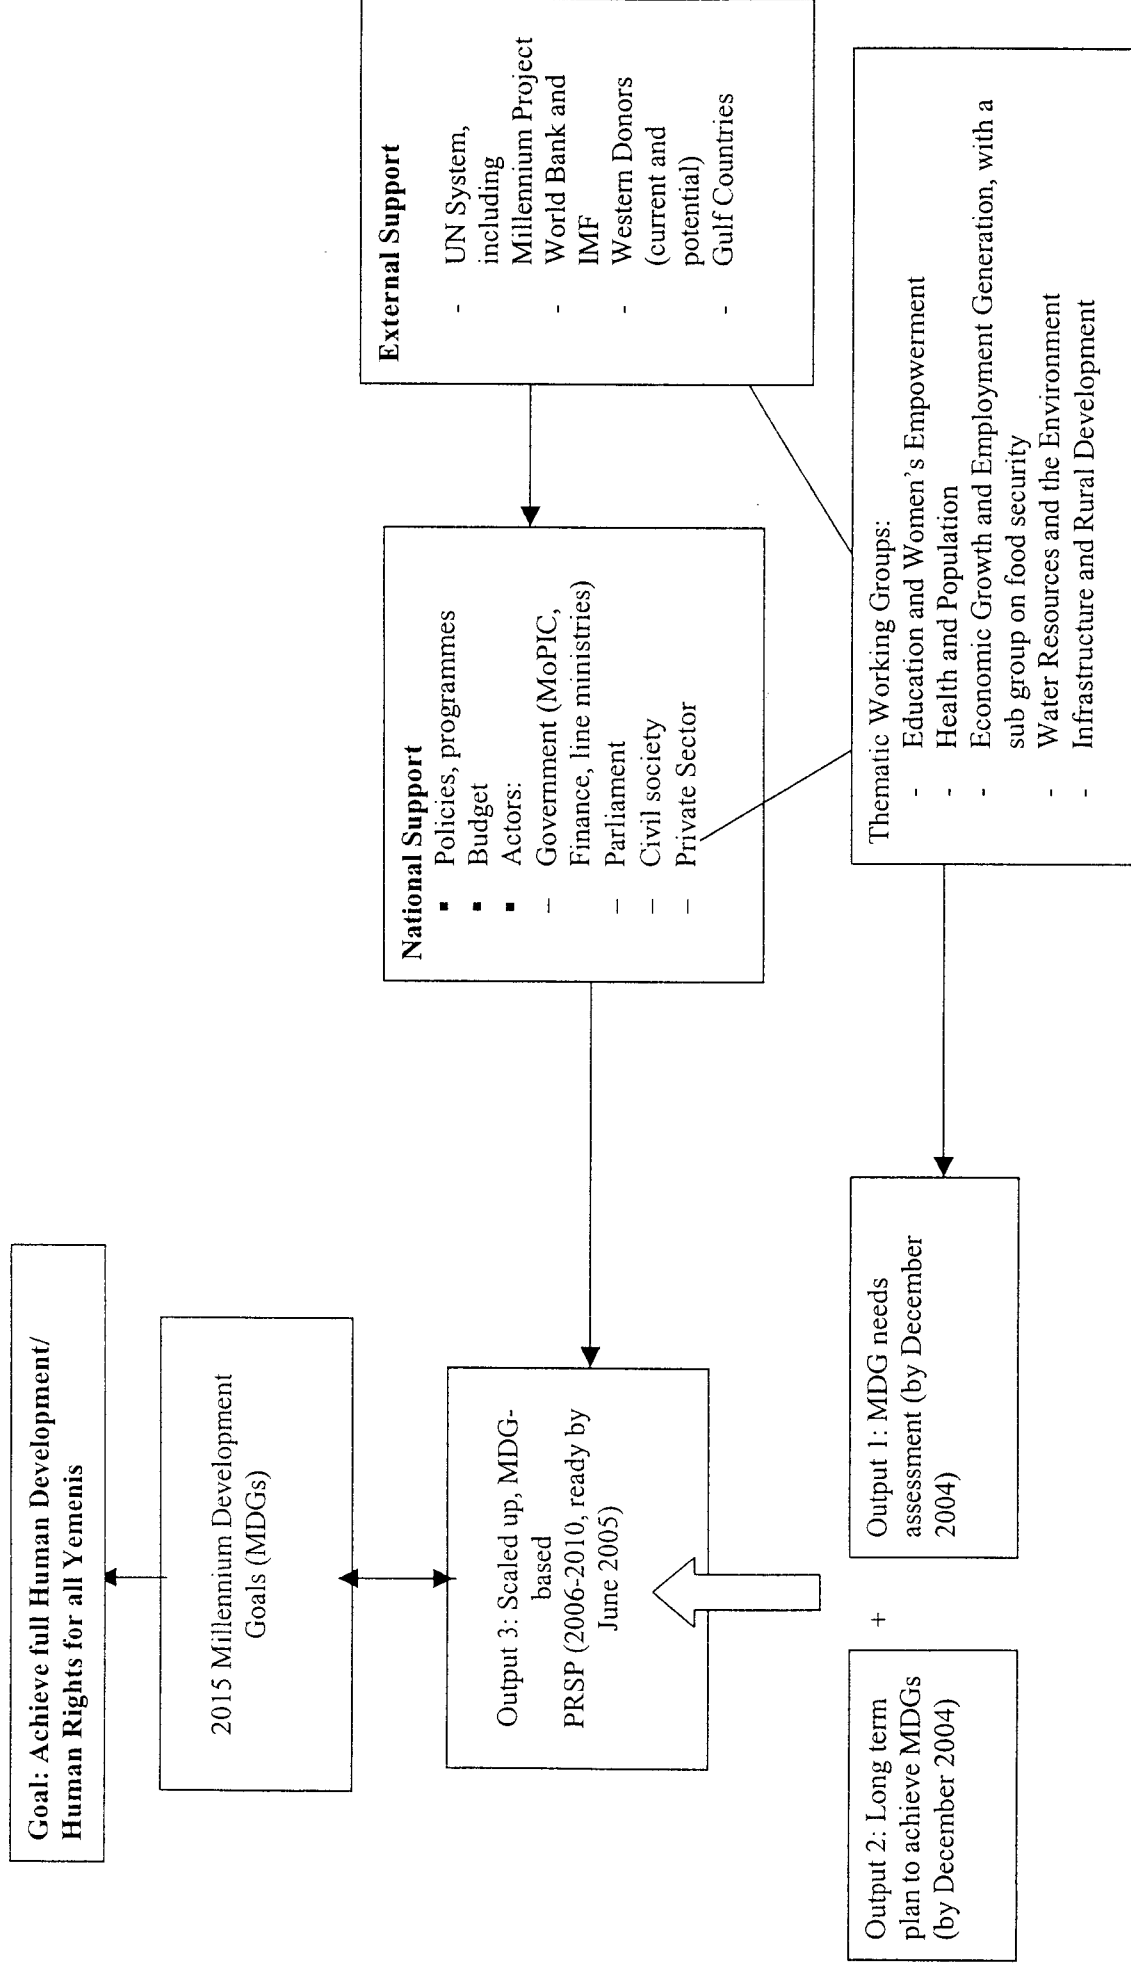 Goal: Achieve full Human Development/
Human Rights for all Yemenis
2015 Millennium Development
Goals (MDGs)
Output 3: Scaled up, MDG-
based
PRSP (2006-2010, ready by
June 2005)
National Support
▪ Policies, programmes
▪ Budget
▪ Actors:
– Government (MoPIC,
Finance, line ministries)
– Parliament
– Civil society
– Private Sector
External Support
- UN System,
including
Millennium Project
- World Bank and
IMF
- Western Donors
(current and
potential)
- Gulf Countries
Output 2: Long term
plan to achieve MDGs
(by December 2004)
+
Output 1: MDG needs
assessment (by December
2004)
Thematic Working Groups:
- Education and Women's Empowerment
- Health and Population
- Economic Growth and Employment Generation, with a
sub group on food security
- Water Resources and the Environment
- Infrastructure and Rural Development